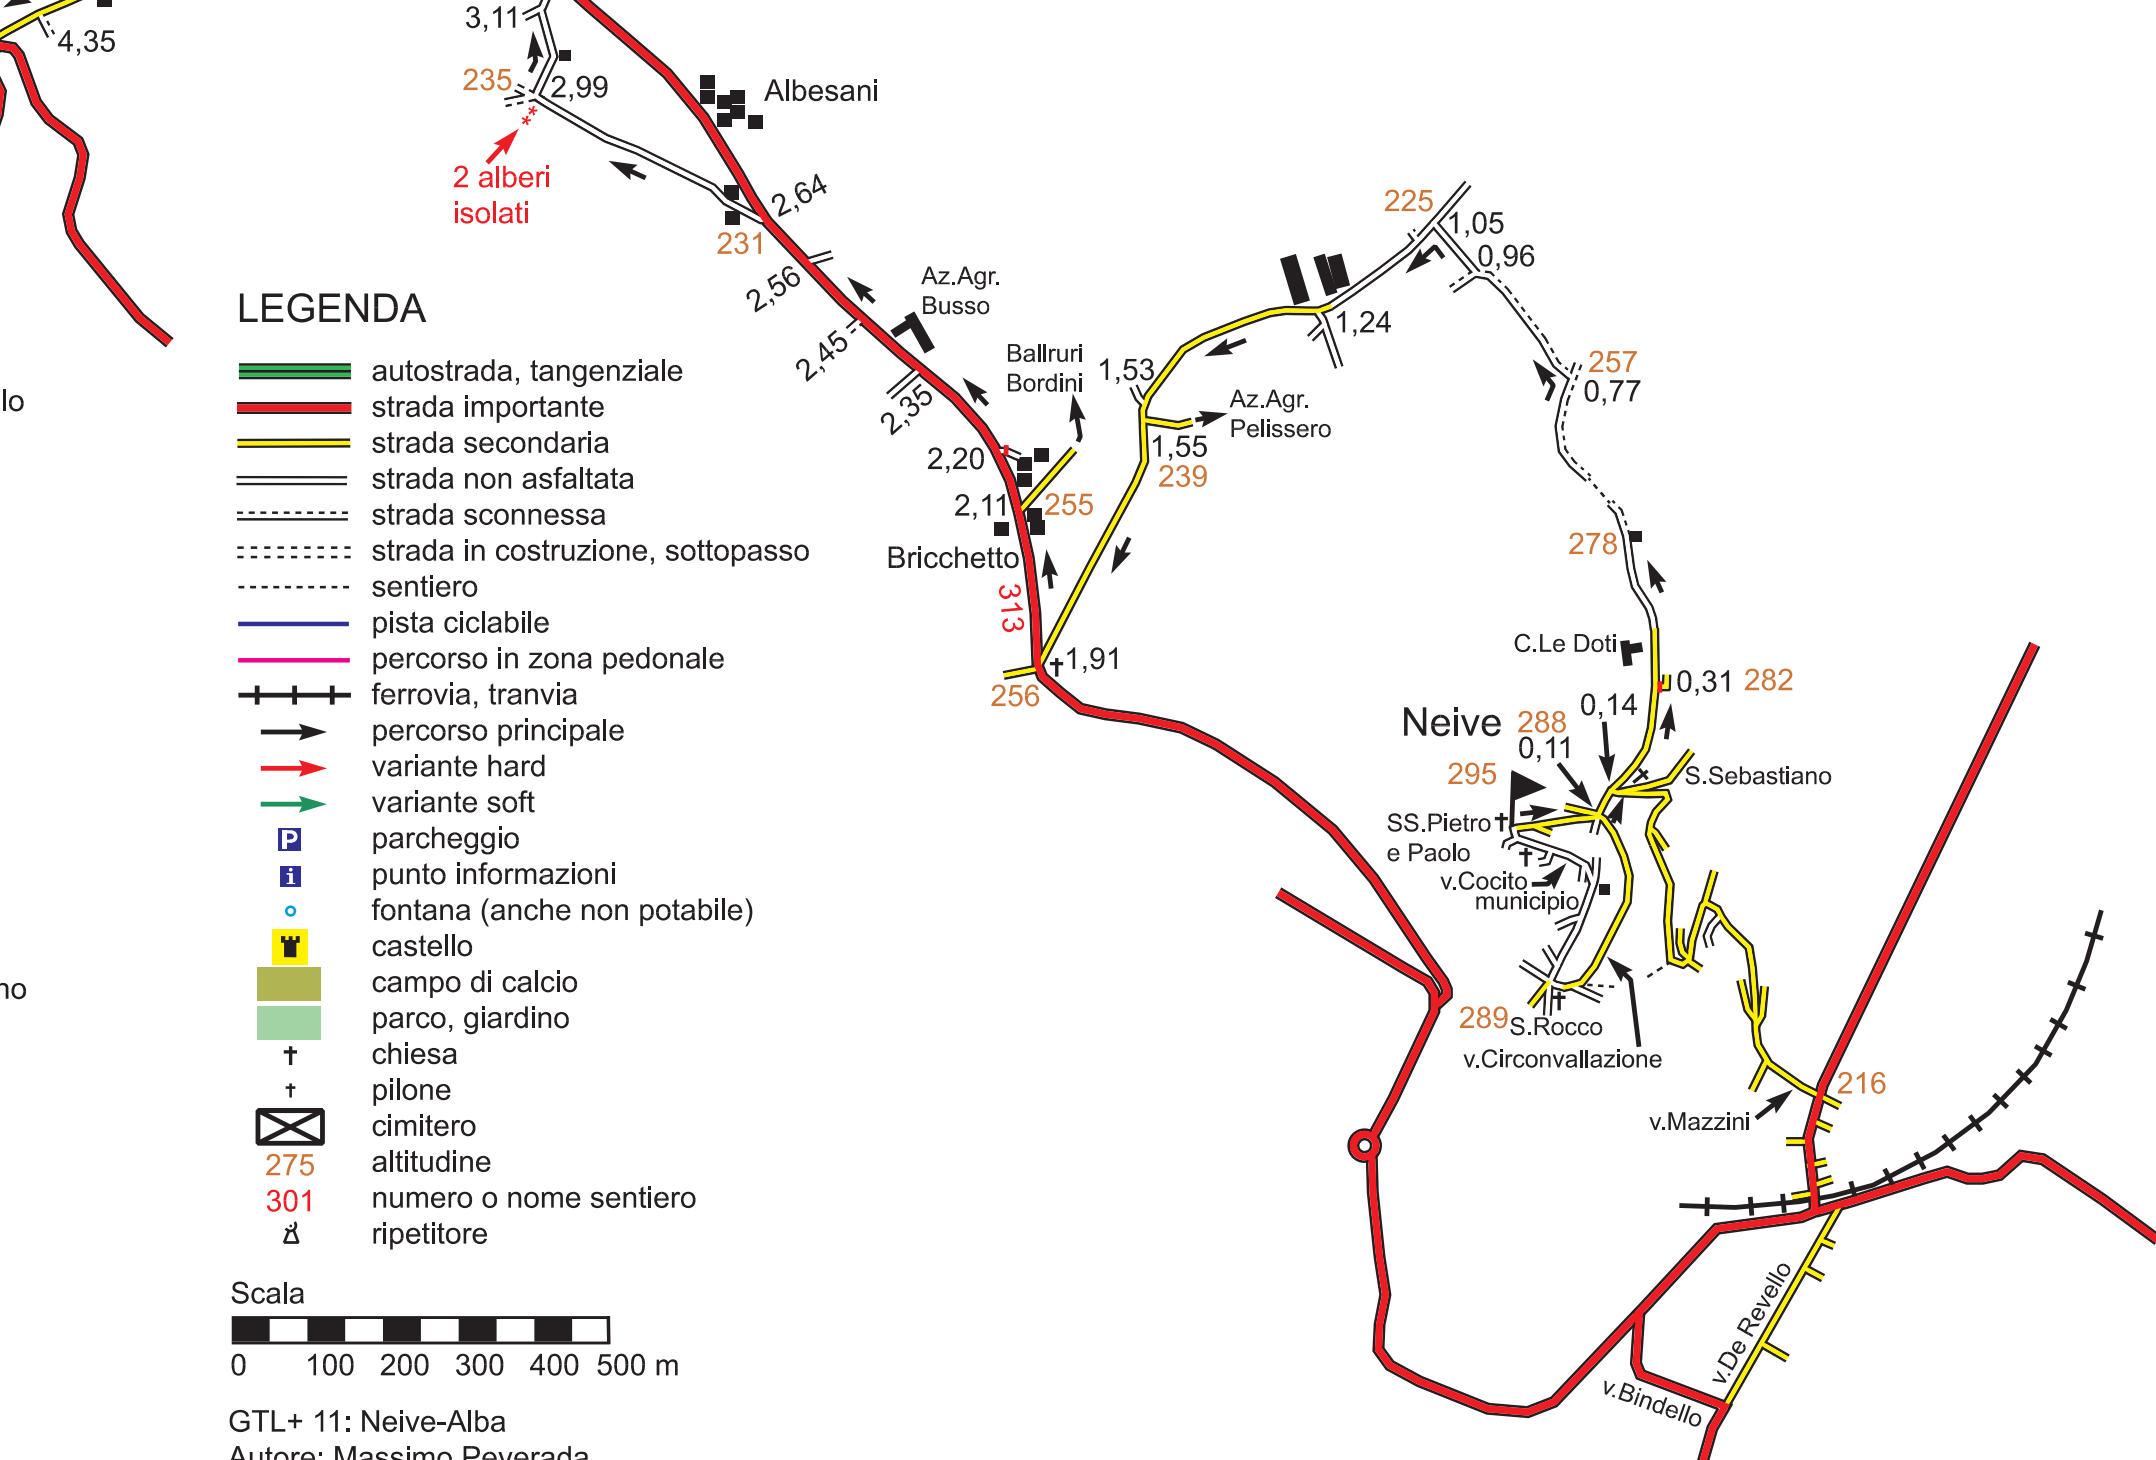 3,11
4,35
235
2,99
Albesani
2 alberi
isolati
2,64
231
2,56
Az.Agr.
Busso
2,45
2,35
Ballruri
Bordini
2,20
2,11
255
Bricchetto
313
1,91
256
225
1,05
0,96
1,24
1,53
Az.Agr.
Pelissero
1,55
239
257
0,77
278
C.Le Doti
0,31 282
Neive
288
0,14
0,11
295
S.Sebastiano
SS.Pietro
e Paolo
v.Cocito
municipio
289
S.Rocco
v.Circonvallazione
216
v.Mazzini
v.De Revello
v.Bindello
lo
no
LEGENDA
autostrada, tangenziale
strada importante
strada secondaria
strada non asfaltata
strada sconnessa
strada in costruzione, sottopasso
sentiero
pista ciclabile
percorso in zona pedonale
ferrovia, tranvia
percorso principale
variante hard
variante soft
P parcheggio
i punto informazioni
fontana (anche non potabile)
castello
campo di calcio
parco, giardino
chiesa
pilone
cimitero
275 altitudine
301 numero o nome sentiero
ripetitore
Scala
0 100 200 300 400 500 m
GTL+ 11: Neive-Alba
Autore: Massimo Peverada